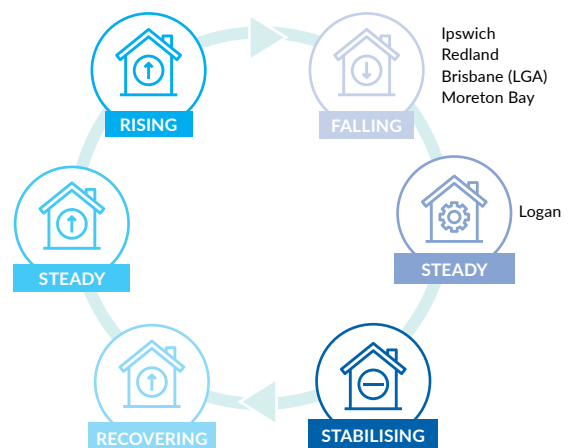 RISING
FALLING
Ipswich
Redland
Brisbane (LGA)
Moreton Bay
STEADY
Logan
STEADY
STABILISING
RECOVERING